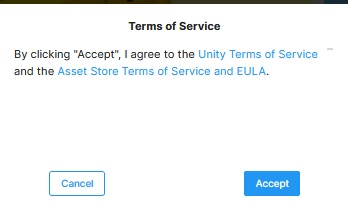 Terms of Service
By clicking "Accept", I agree to the Unity Terms of Service
and the Asset Store Terms of Service and EULA.
Cancel
Accept